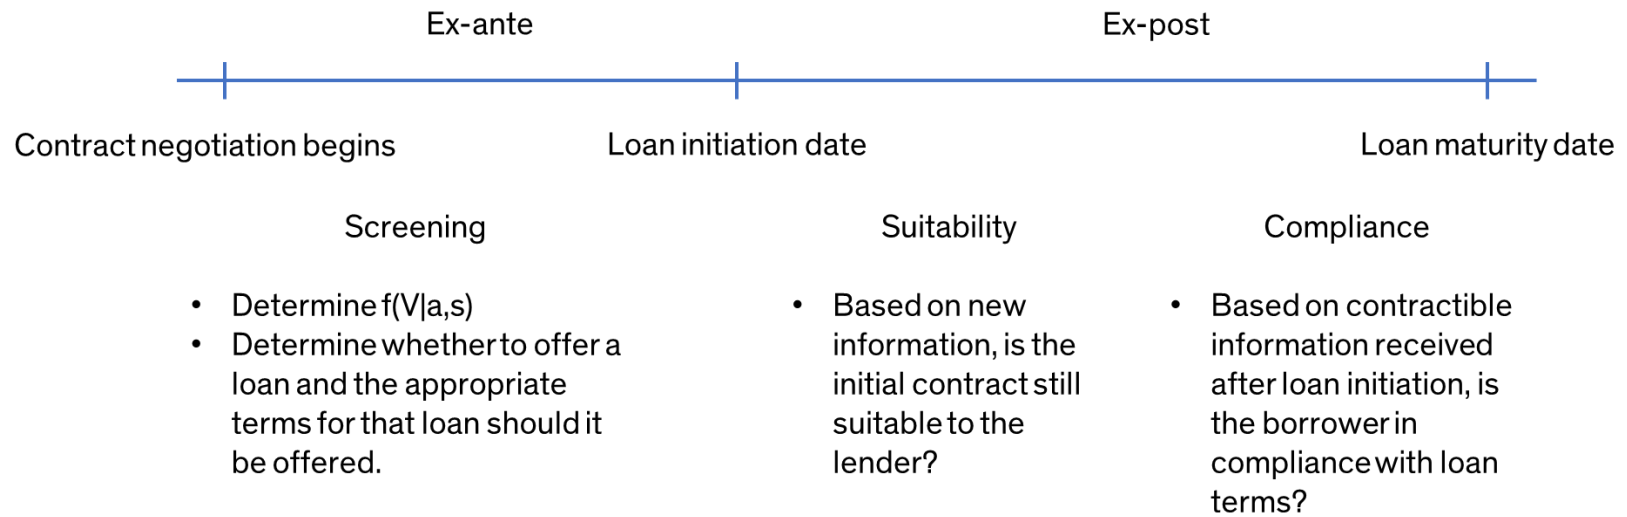 Ex-ante
Ex-post
Contract negotiation begins
Loan initiation date
Loan maturity date
Screening
• Determine f(V|a,s)
• Determine whether to offer a
loan and the appropriate
terms for that loan should it
be offered.
Suitability
• Based on new
information, is the
initial contract still
suitable to the
lender?
Compliance
• Based on contractible
information received
after loan initiation, is
the borrower in
compliance with loan
terms?